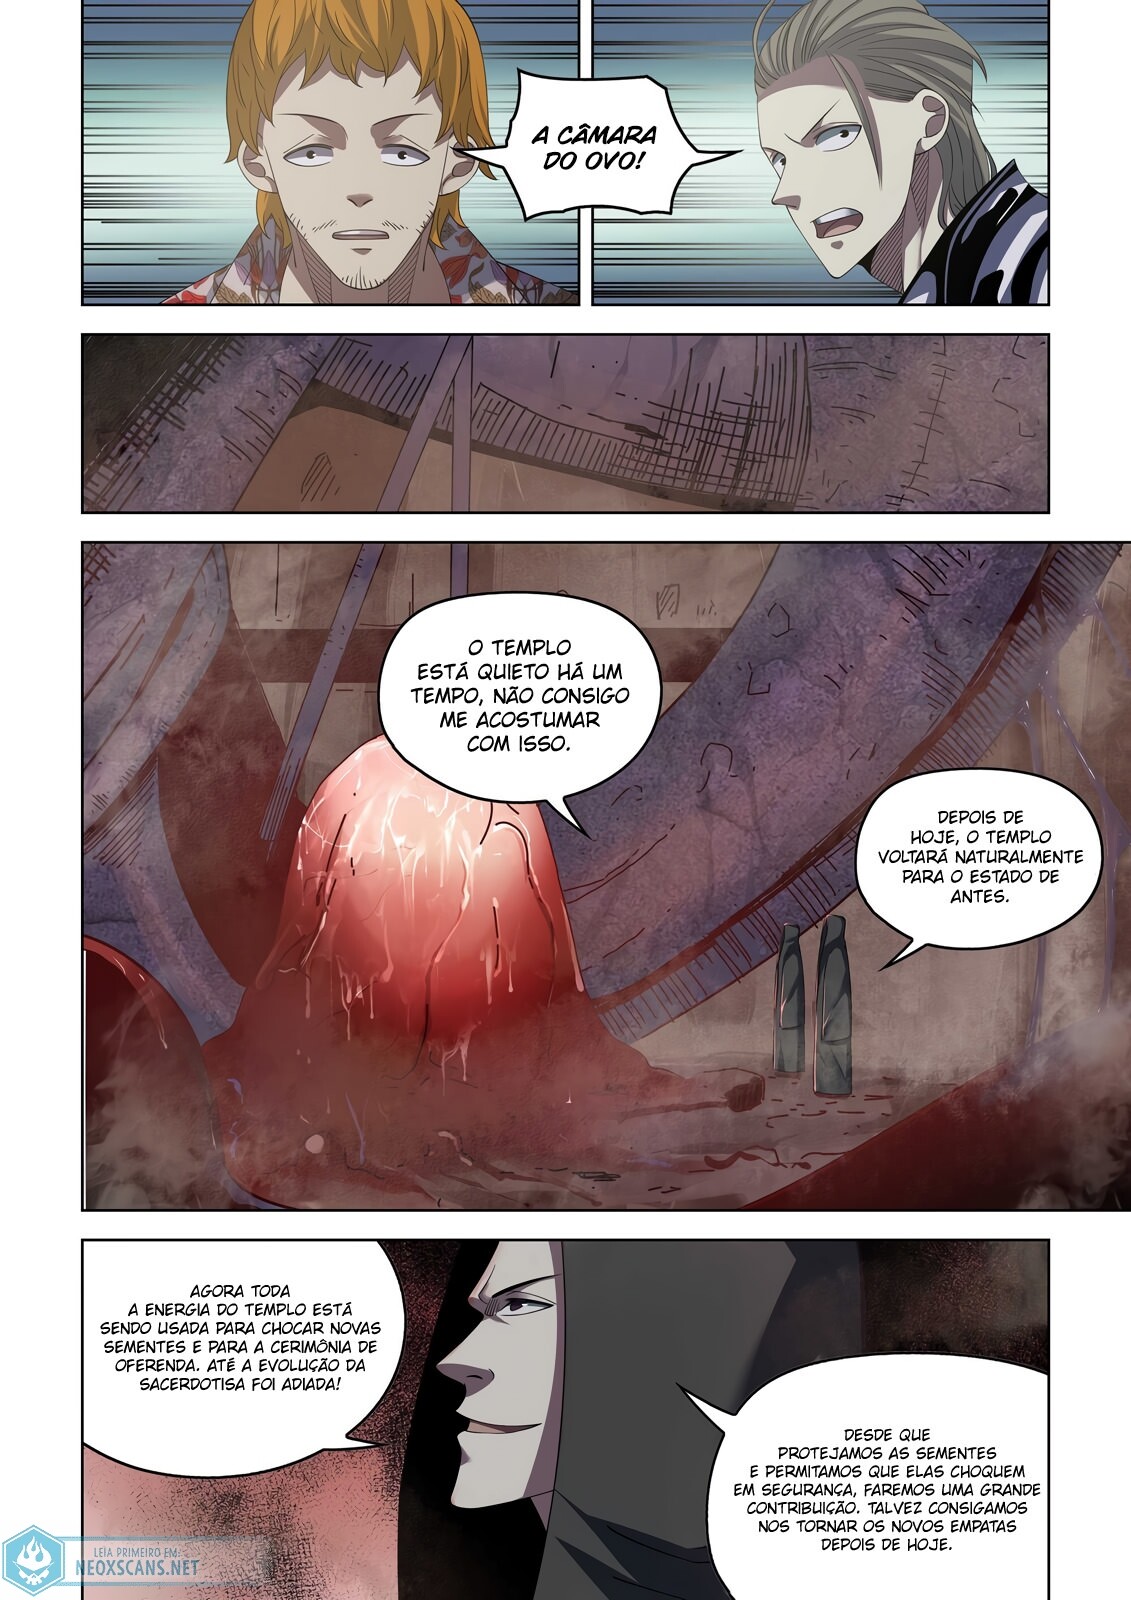 A CÂMARA
DO OVO!
O TEMPLO
ESTÁ QUIETO HÁ UM
TEMPO, NÃO CONSIGO
ME ACOSTUMAR
COM ISSO.
DEPOIS DE
HOJE, O TEMPLO
VOLTARÁ NATURALMENTE
PARA O ESTADO DE
ANTES.
AGORA TODA
A ENERGIA DO TEMPLO ESTÁ
SENDO USADA PARA CHOCAR NOVAS
SEMENTES E PARA A CERIMÔNIA DE
OFERENDA. ATÉ A EVOLUÇÃO DA
SACERDOTISA FOI ADIADA!
DESDE QUE
PROTEJAMOS AS SEMENTES
E PERMITAMOS QUE ELAS CHOQUEM
EM SEGURANÇA, FAREMOS UMA GRANDE
CONTRIBUIÇÃO. TALVEZ CONSIGAMOS
NOS TORNAR OS NOVOS EMPATAS
DEPOIS DE HOJE.
LEIA PRIMEIRO EM:
NEOXSCANS.NET